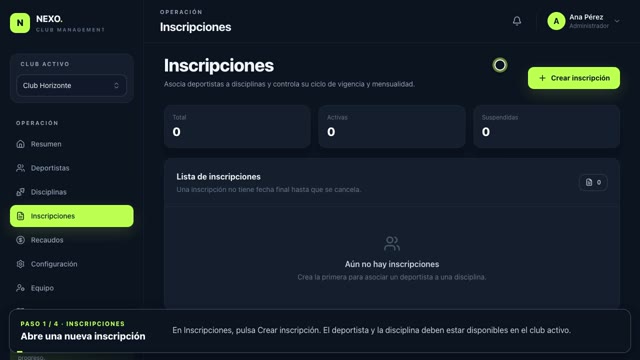 N
NEXO.
CLUB MANAGEMENT
CLUB ACTIVO
Club Horizonte
OPERACIÓN
Resumen
Deportistas
Disciplinas
Inscripciones
Recaudos
Configuración
Equipo
OPERACIÓN
Inscripciones
A
Ana Pérez
Administrador
Inscripciones
Asocia deportistas a disciplinas y controla su ciclo de vigencia y mensualidad.
Crear inscripción
Total
0
Activas
0
Suspendidas
0
Lista de inscripciones
Una inscripción no tiene fecha final hasta que se cancela.
0
Aún no hay inscripciones
Crea la primera para asociar un deportista a una disciplina.
PASO 1 / 4 · INSCRIPCIONES
Abre una nueva inscripción
En Inscripciones, pulsa Crear inscripción. El deportista y la disciplina deben estar disponibles en el club activo.
progreso.